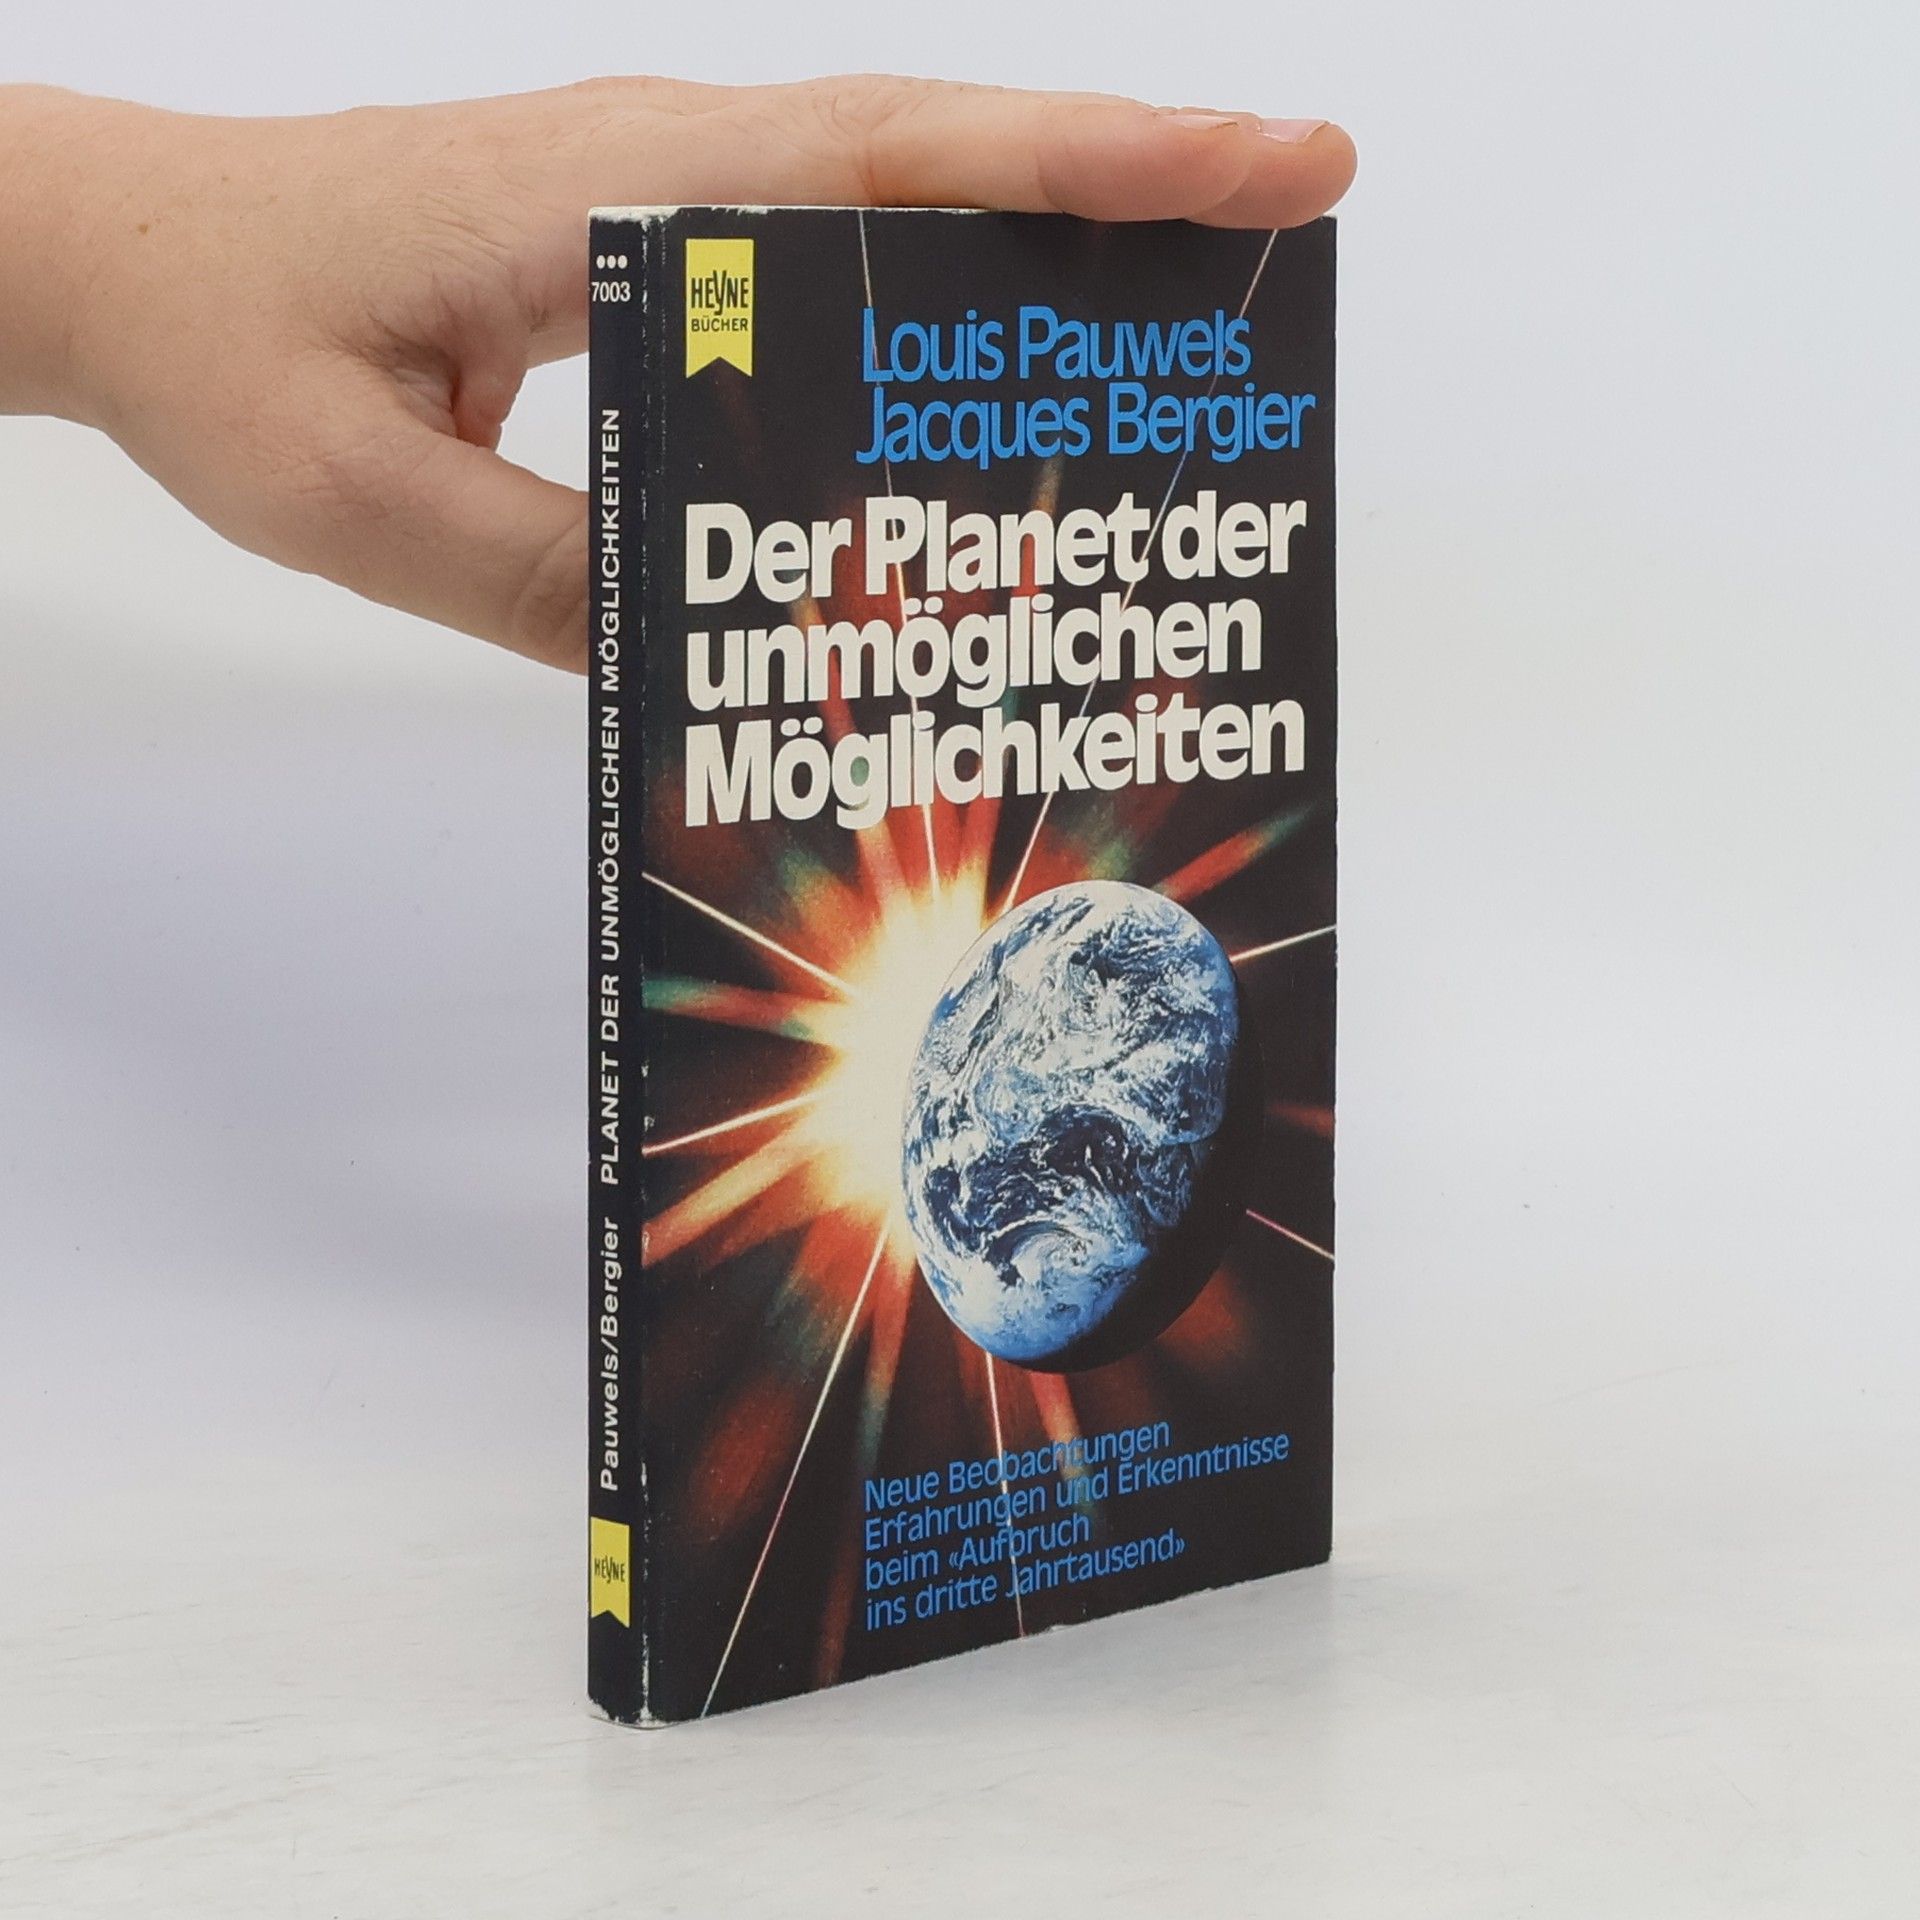 •••
7003
Pauwels/Bergier PLANET DER UNMÖGLICHEN MÖGLICHKEITEN
HEYNE
HEYNE
BÜCHER
Louis Pauwels
Jacques Bergier
Der Planet der
unmöglichen
Möglichkeiten
Neue Beobachtungen
Erfahrungen und Erkenntnisse
beim «Aufbruch
ins dritte Jahrtausend»